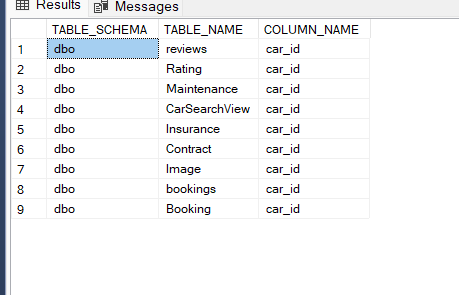 Results Messages
TABLE_SCHEMA TABLE_NAME COLUMN_NAME
1 dbo reviews car_id
2 dbo Rating car_id
3 dbo Maintenance car_id
4 dbo CarSearchView car_id
5 dbo Insurance car_id
6 dbo Contract car_id
7 dbo Image car_id
8 dbo bookings car_id
9 dbo Booking car_id